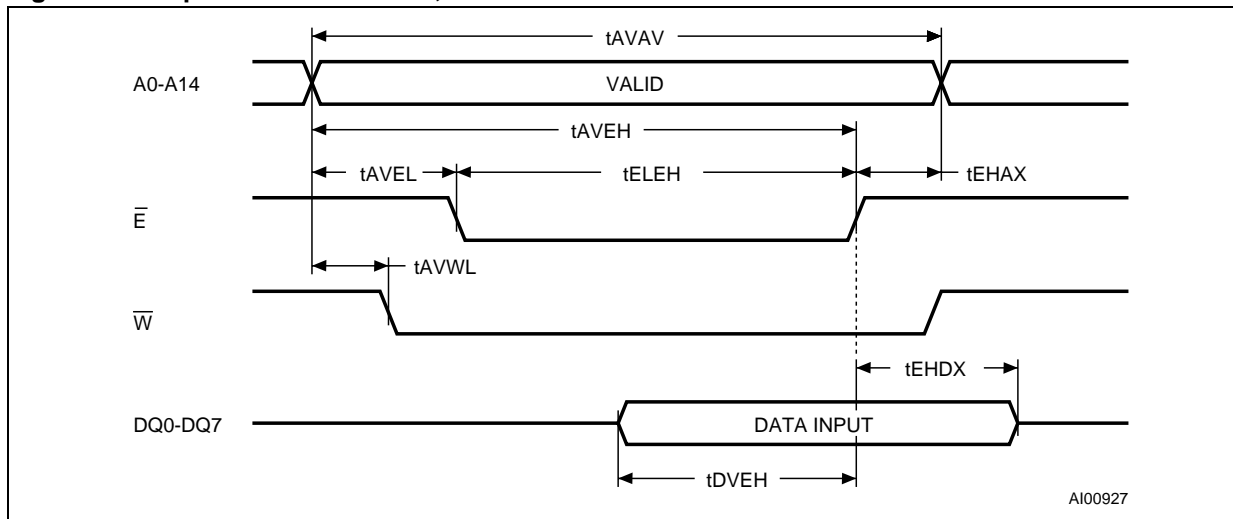 tAVAV
A0-A14
VALID
tAVEH
tAVEL
tELEH
tEHAX
E
tAVWL
W
tEHDX
DQ0-DQ7
DATA INPUT
tDVEH
AI00927